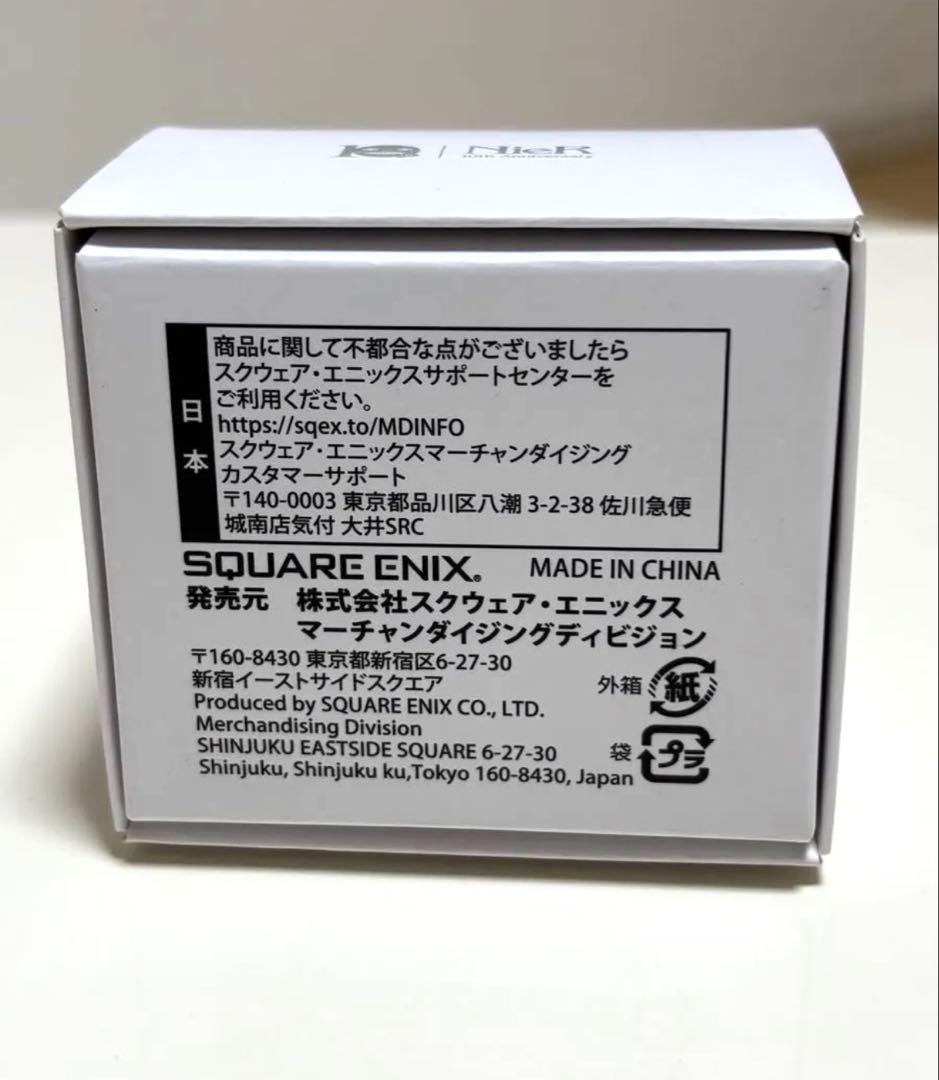 10 | NieR
10th Anniversary
日本
商品に関して不都合な点がございましたら
スクウェア・エニックスサポートセンターを
ご利用ください。
https://sqex.to/MDINFO
スクウェア・エニックスマーチャンダイジング
カスタマーサポート
〒140-0003 東京都品川区八潮 3-2-38 佐川急便
城南店気付 大井SRC
SQUARE ENIX® MADE IN CHINA
発売元 株式会社スクウェア・エニックス
マーチャンダイジングディビジョン
〒160-8430 東京都新宿区6-27-30
新宿イーストサイドスクエア
Produced by SQUARE ENIX CO., LTD.
Merchandising Division
SHINJUKU EASTSIDE SQUARE 6-27-30
Shinjuku, Shinjuku ku,Tokyo 160-8430, Japan
外箱 紙
袋 プラ